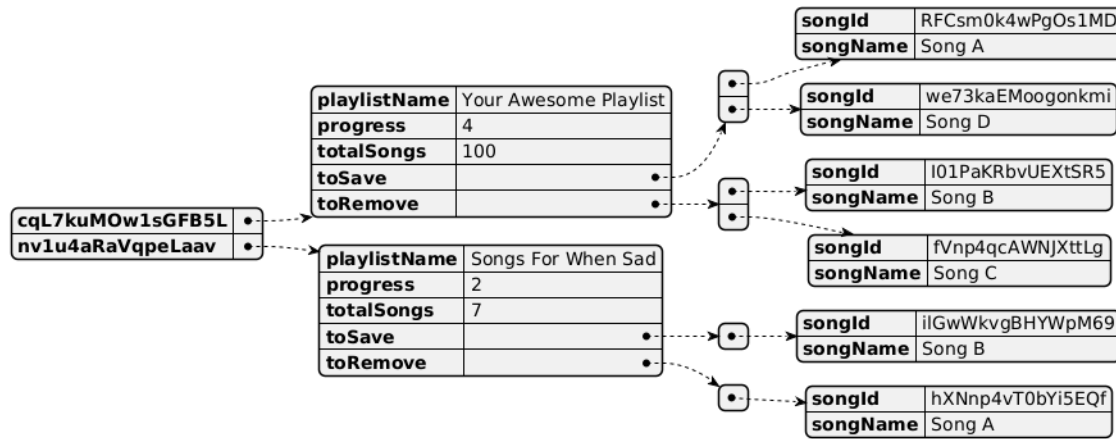 cqL7kuMOw1sGFB5L
nv1u4aRaVqpeLaav
playlistName Your Awesome Playlist
progress 4
totalSongs 100
toSave
toRemove
songId RFCsm0k4wPgOs1MD
songName Song A
songId we73kaEMoogonkmi
songName Song D
songId I01PaKRbvUEXtSR5
songName Song B
songId fVnp4qcAWNJXttLg
songName Song C
playlistName Songs For When Sad
progress 2
totalSongs 7
toSave
toRemove
songId ilGwWkvgBHYWpM69
songName Song B
songId hXNnp4vT0bYi5EQf
songName Song A